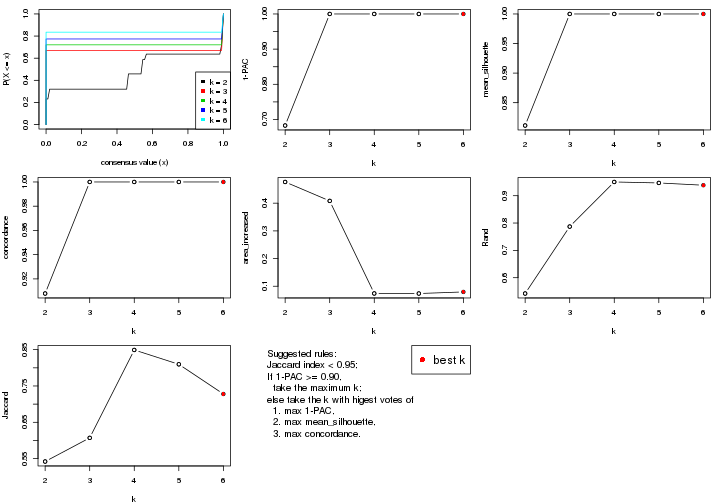 P(X <= x)
0.0 0.2 0.4 0.6 0.8 1.0
k = 2
k = 3
k = 4
k = 5
k = 6
0.0 0.2 0.4 0.6 0.8 1.0
consensus value (x)
1-PAC
0.70 0.80 0.90 1.00
2 3 4 5 6
k
mean_silhouette
0.85 0.90 0.95 1.00
2 3 4 5 6
k
concordance
0.92 0.94 0.96 0.98 1.00
2 3 4 5 6
k
area_increased
0.1 0.2 0.3 0.4
2 3 4 5 6
k
Rand
0.6 0.7 0.8 0.9
2 3 4 5 6
k
Jaccard
0.55 0.65 0.75 0.85
2 3 4 5 6
k
Suggested rules:
Jaccard index < 0.95;
If 1-PAC >= 0.90,
take the maximum k;
else take the k with higest votes of
1. max 1-PAC,
2. max mean_silhouette,
3. max concordance.
best k